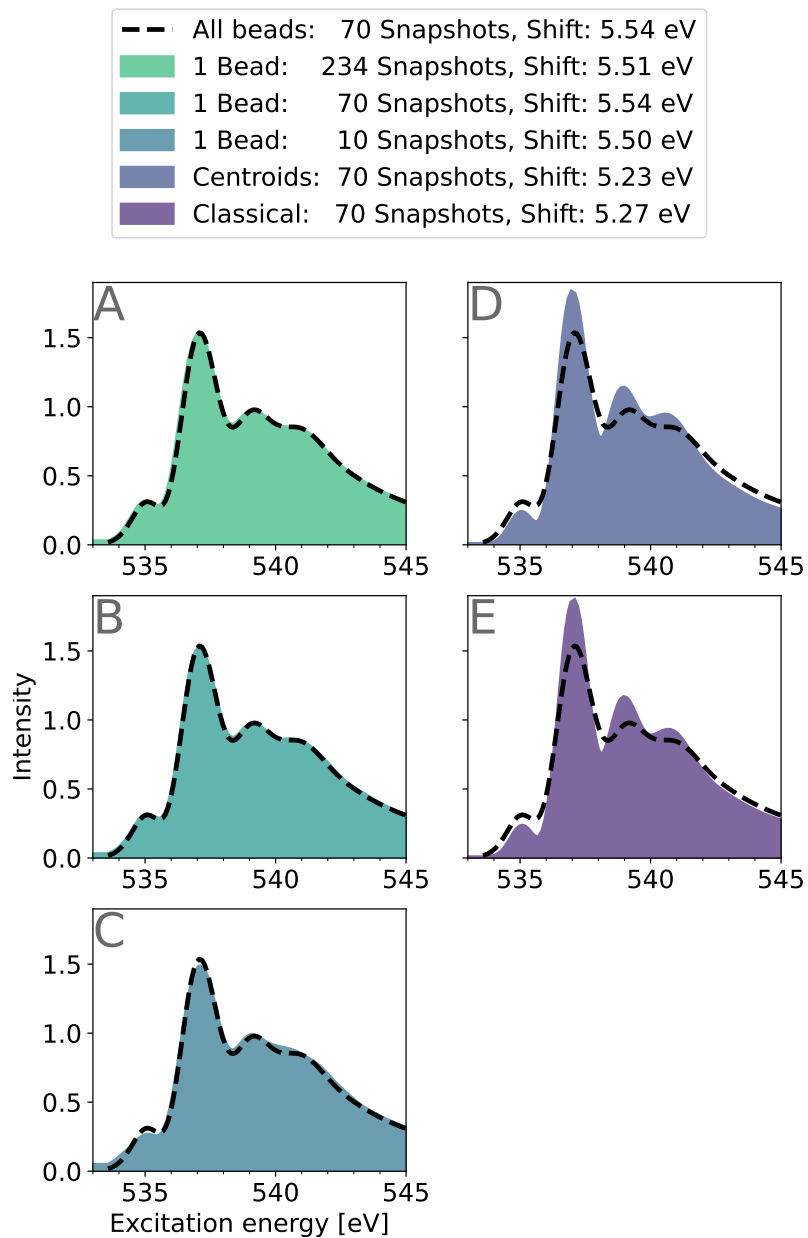 All beads: 70 Snapshots, Shift: 5.54 eV
1 Bead: 234 Snapshots, Shift: 5.51 eV
1 Bead: 70 Snapshots, Shift: 5.54 eV
1 Bead: 10 Snapshots, Shift: 5.50 eV
Centroids: 70 Snapshots, Shift: 5.23 eV
Classical: 70 Snapshots, Shift: 5.27 eV
A
1.5
1.0
0.5
0.0
535 540 545
D
535 540 545
B
1.5
1.0
0.5
0.0
535 540 545
Intensity
E
535 540 545
C
1.5
1.0
0.5
0.0
535 540 545
Excitation energy [eV]